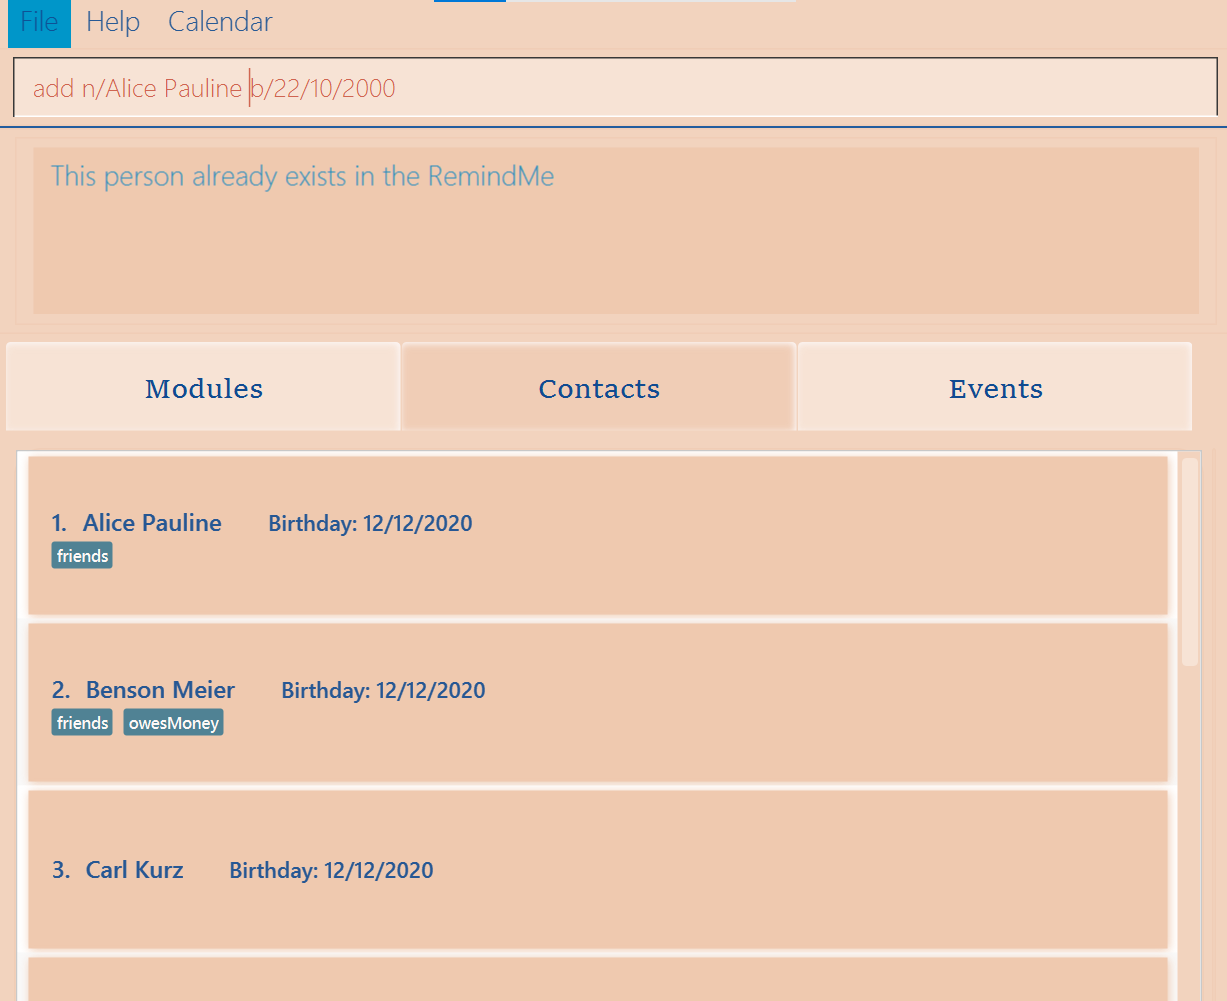 File Help Calendar
add n/Alice Pauline b/22/10/2000
This person already exists in the RemindMe
Modules Contacts Events
1. Alice Pauline Birthday: 12/12/2020
friends
2. Benson Meier Birthday: 12/12/2020
friends owesMoney
3. Carl Kurz Birthday: 12/12/2020